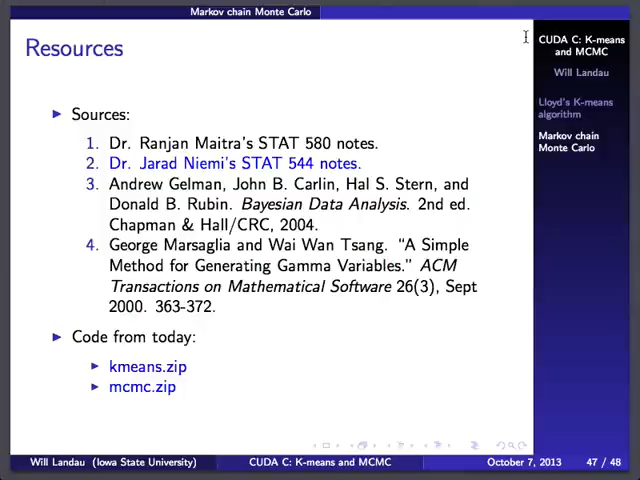 Markov chain Monte Carlo
Resources
Sources:
1. Dr. Ranjan Maitra's STAT 580 notes.
2. Dr. Jarad Niemi's STAT 544 notes.
3. Andrew Gelman, John B. Carlin, Hal S. Stern, and
Donald B. Rubin. Bayesian Data Analysis. 2nd ed.
Chapman & Hall/CRC, 2004.
4. George Marsaglia and Wai Wan Tsang. “A Simple
Method for Generating Gamma Variables.” ACM
Transactions on Mathematical Software 26(3), Sept
2000. 363-372.
Code from today:
kmeans.zip
mcmc.zip
CUDA C: K-means
and MCMC
Will Landau
Lloyd's K-means
algorithm
Markov chain
Monte Carlo
Will Landau (Iowa State University) CUDA C: K-means and MCMC October 7, 2013 47 / 48